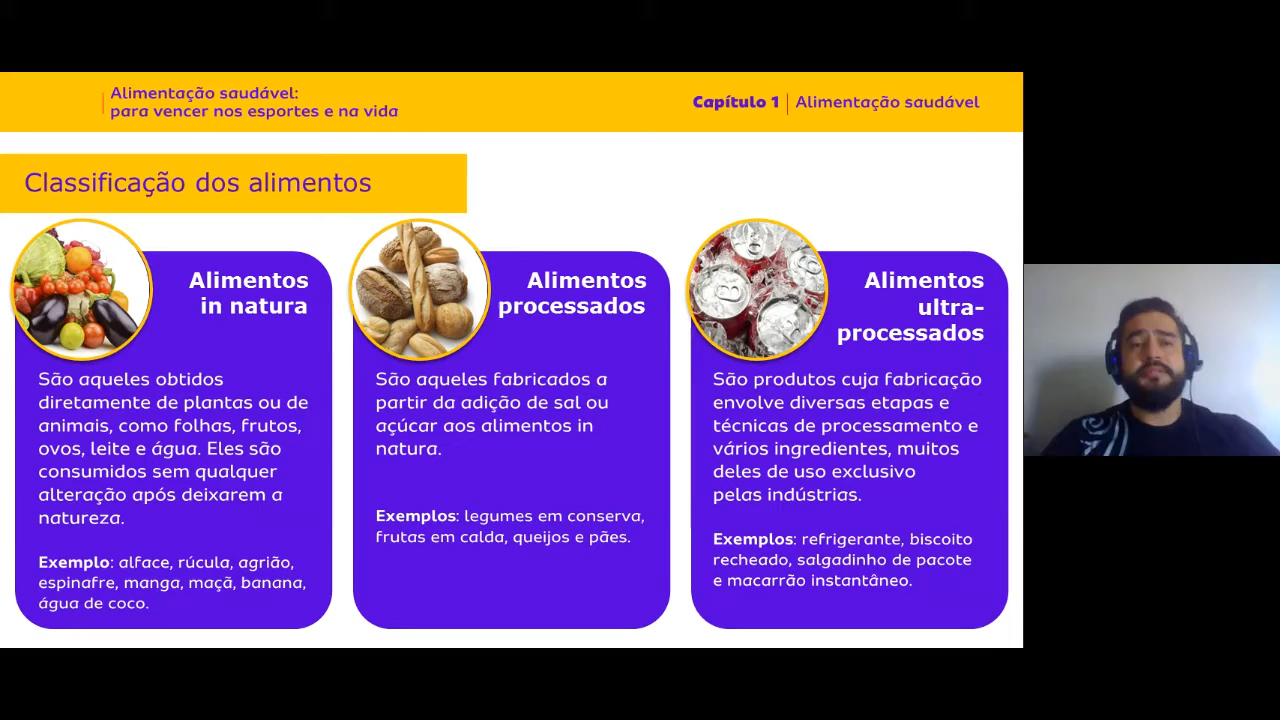 Alimentação saudável:
para vencer nos esportes e na vida
Capítulo 1 | Alimentação saudável
Classificação dos alimentos
Alimentos
in natura
São aqueles obtidos
diretamente de plantas ou de
animais, como folhas, frutos,
ovos, leite e água. Eles são
consumidos sem qualquer
alteração após deixarem a
natureza.
Exemplo: alface, rúcula, agrião,
espinafre, manga, maçã, banana,
água de coco.
Alimentos
processados
São aqueles fabricados a
partir da adição de sal ou
açúcar aos alimentos in
natura.
Exemplos: legumes em conserva,
frutas em calda, queijos e pães.
Alimentos
ultra-
processados
São produtos cuja fabricação
envolve diversas etapas e
técnicas de processamento e
vários ingredientes, muitos
deles de uso exclusivo
pelas indústrias.
Exemplos: refrigerante, biscoito
recheado, salgadinho de pacote
e macarrão instantâneo.